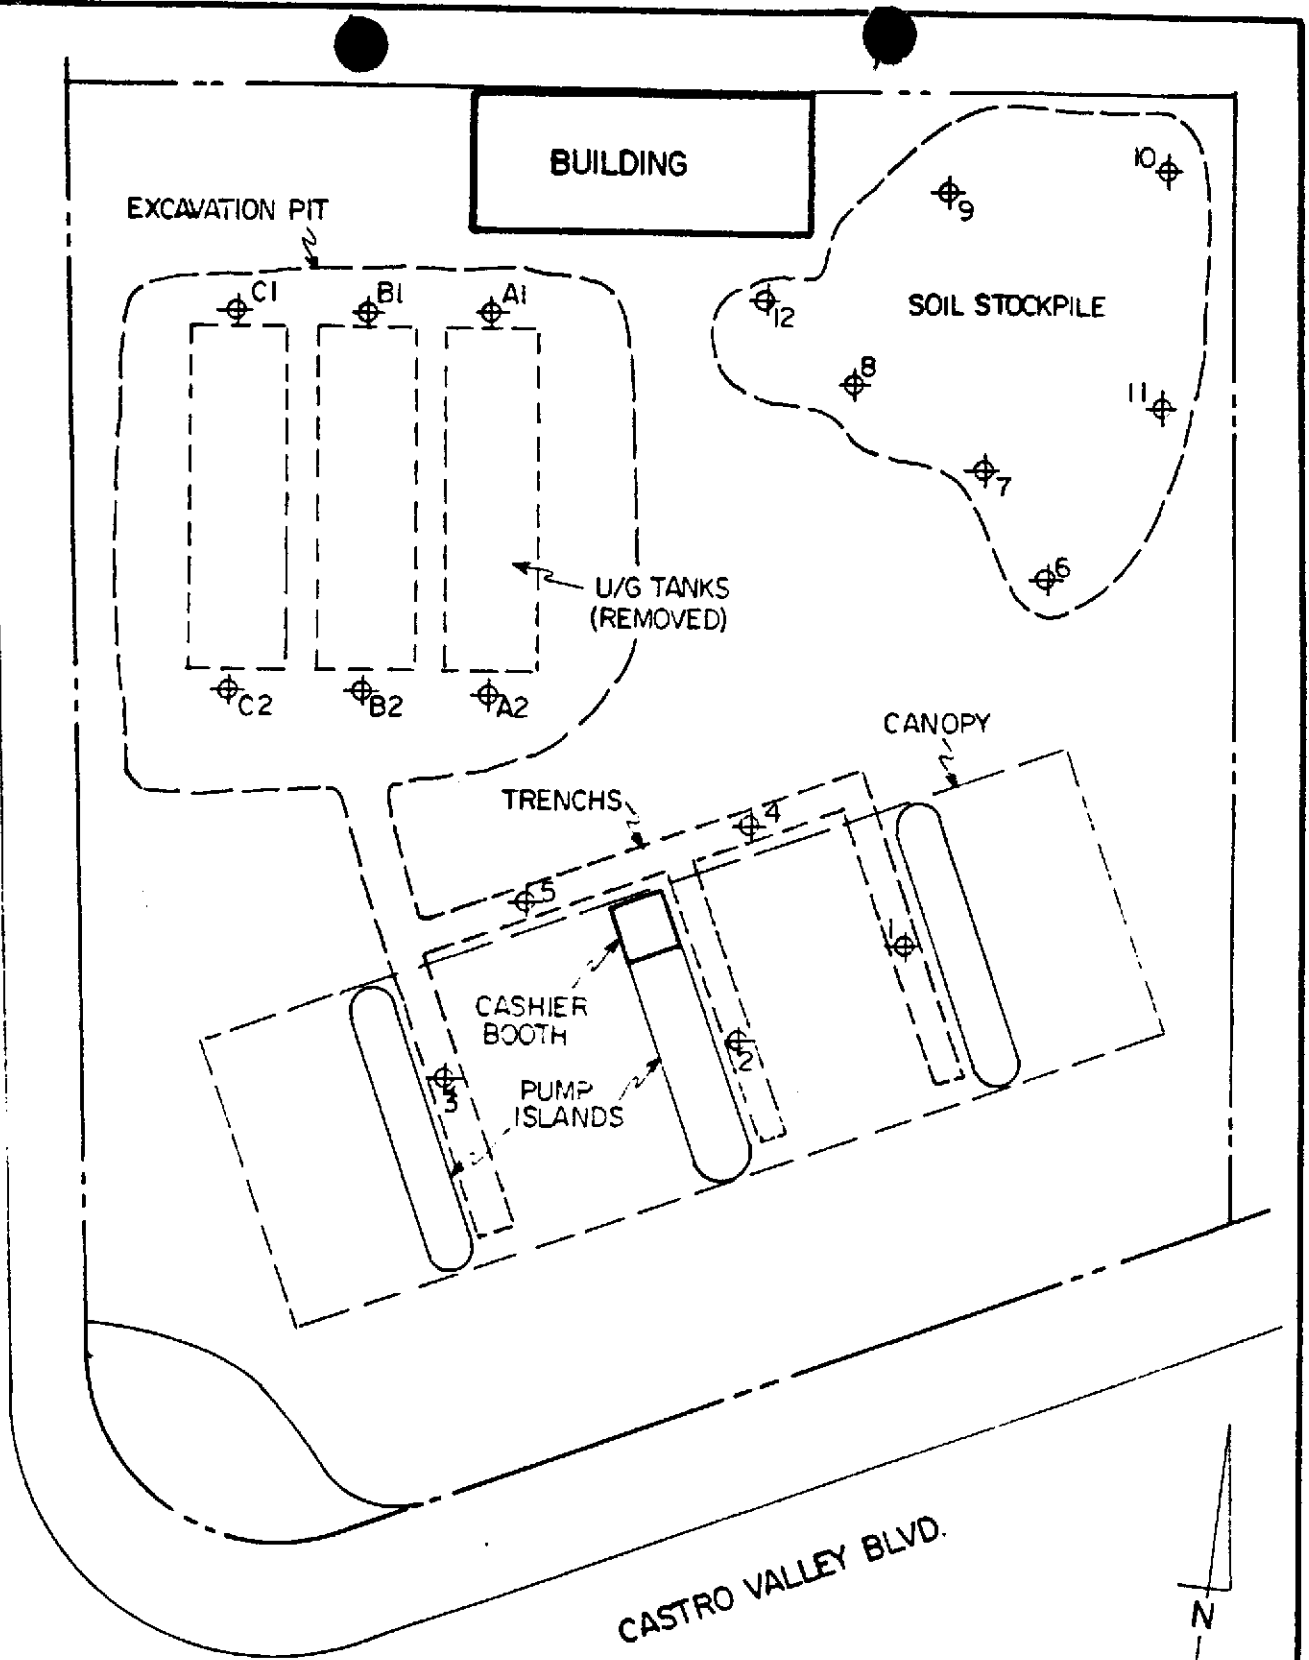 BUILDING
10
9
EXCAVATION PIT
C1
B1
A1
12
SOIL STOCKPILE
8
11
7
6
U/G TANKS
(REMOVED)
C2
B2
A2
CANOPY
TRENCHS
4
5
1
CASHIER
BOOTH
2
3
PUMP
ISLANDS
CASTRO VALLEY BLVD.
N